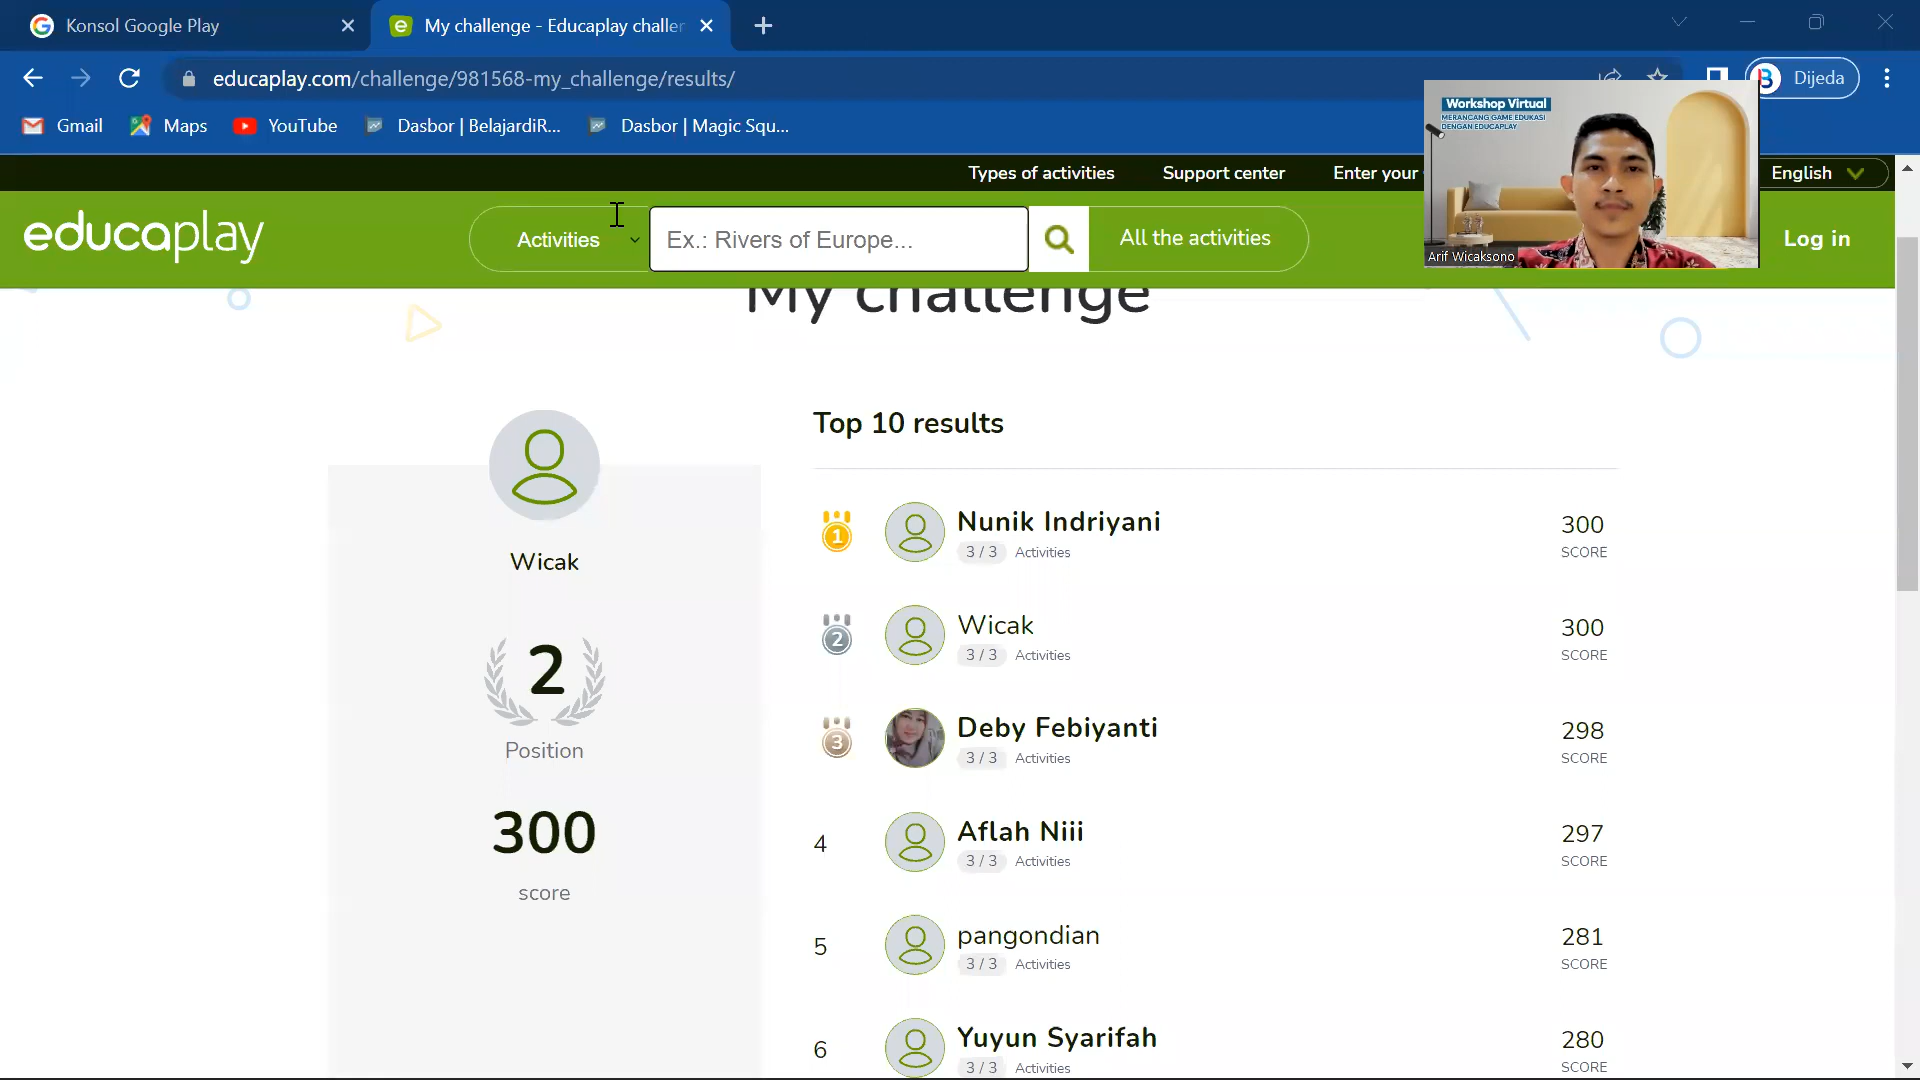 Konsol Google Play
My challenge - Educaplay challer
educaplay.com/challenge/981568-my_challenge/results/
Dijeda
Gmail
Maps
YouTube
Dasbor | BelajardiR...
Dasbor | Magic Squ...
Workshop Virtual
MERANCANG GAME EDUKASI
DENGAN EDUCAPLAY
Arif Wicaksono
Types of activities
Support center
Enter your
English
educaplay
Activities
Ex.: Rivers of Europe...
All the activities
Log in
My challenge
Wicak
2
Position
300
score
Top 10 results
1
Nunik Indriyani
3 / 3 Activities
300
SCORE
2
Wicak
3 / 3 Activities
300
SCORE
3
Deby Febiyanti
3 / 3 Activities
298
SCORE
4
Aflah Niii
3 / 3 Activities
297
SCORE
5
pangondian
3 / 3 Activities
281
SCORE
6
Yuyun Syarifah
3 / 3 Activities
280
SCORE